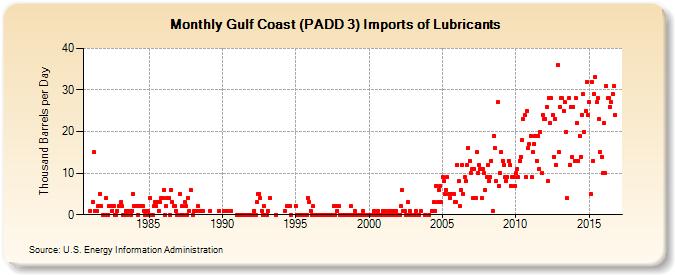 Monthly Gulf Coast (PADD 3) Imports of Lubricants
Thousand Barrels per Day
40
30
20
10
0
1985 1990 1995 2000 2005 2010 2015
Source: U.S. Energy Information Administration